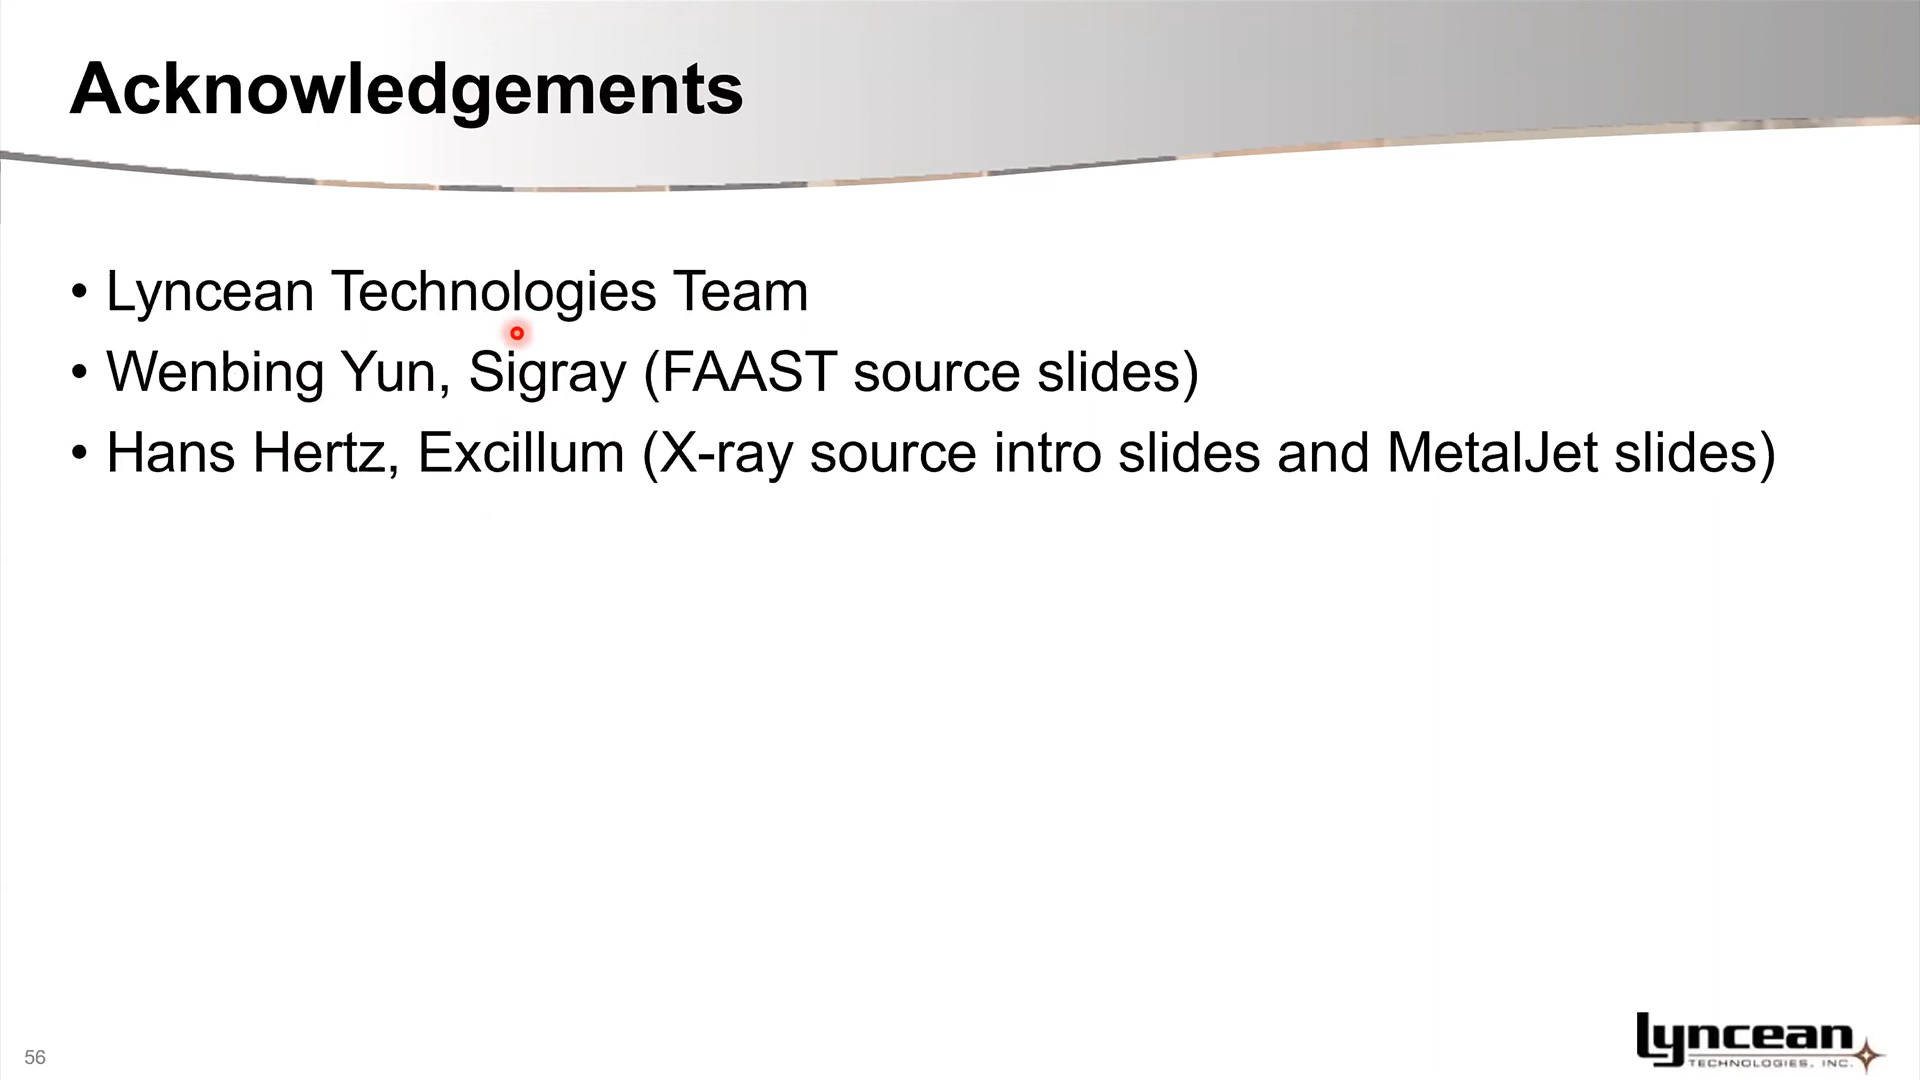 Acknowledgements
• Lyncean Technologies Team
• Wenbing Yun, Sigray (FAAST source slides)
• Hans Hertz, Excillum (X-ray source intro slides and MetalJet slides)
56
lyncean
TECHNOLOGIES, INC.